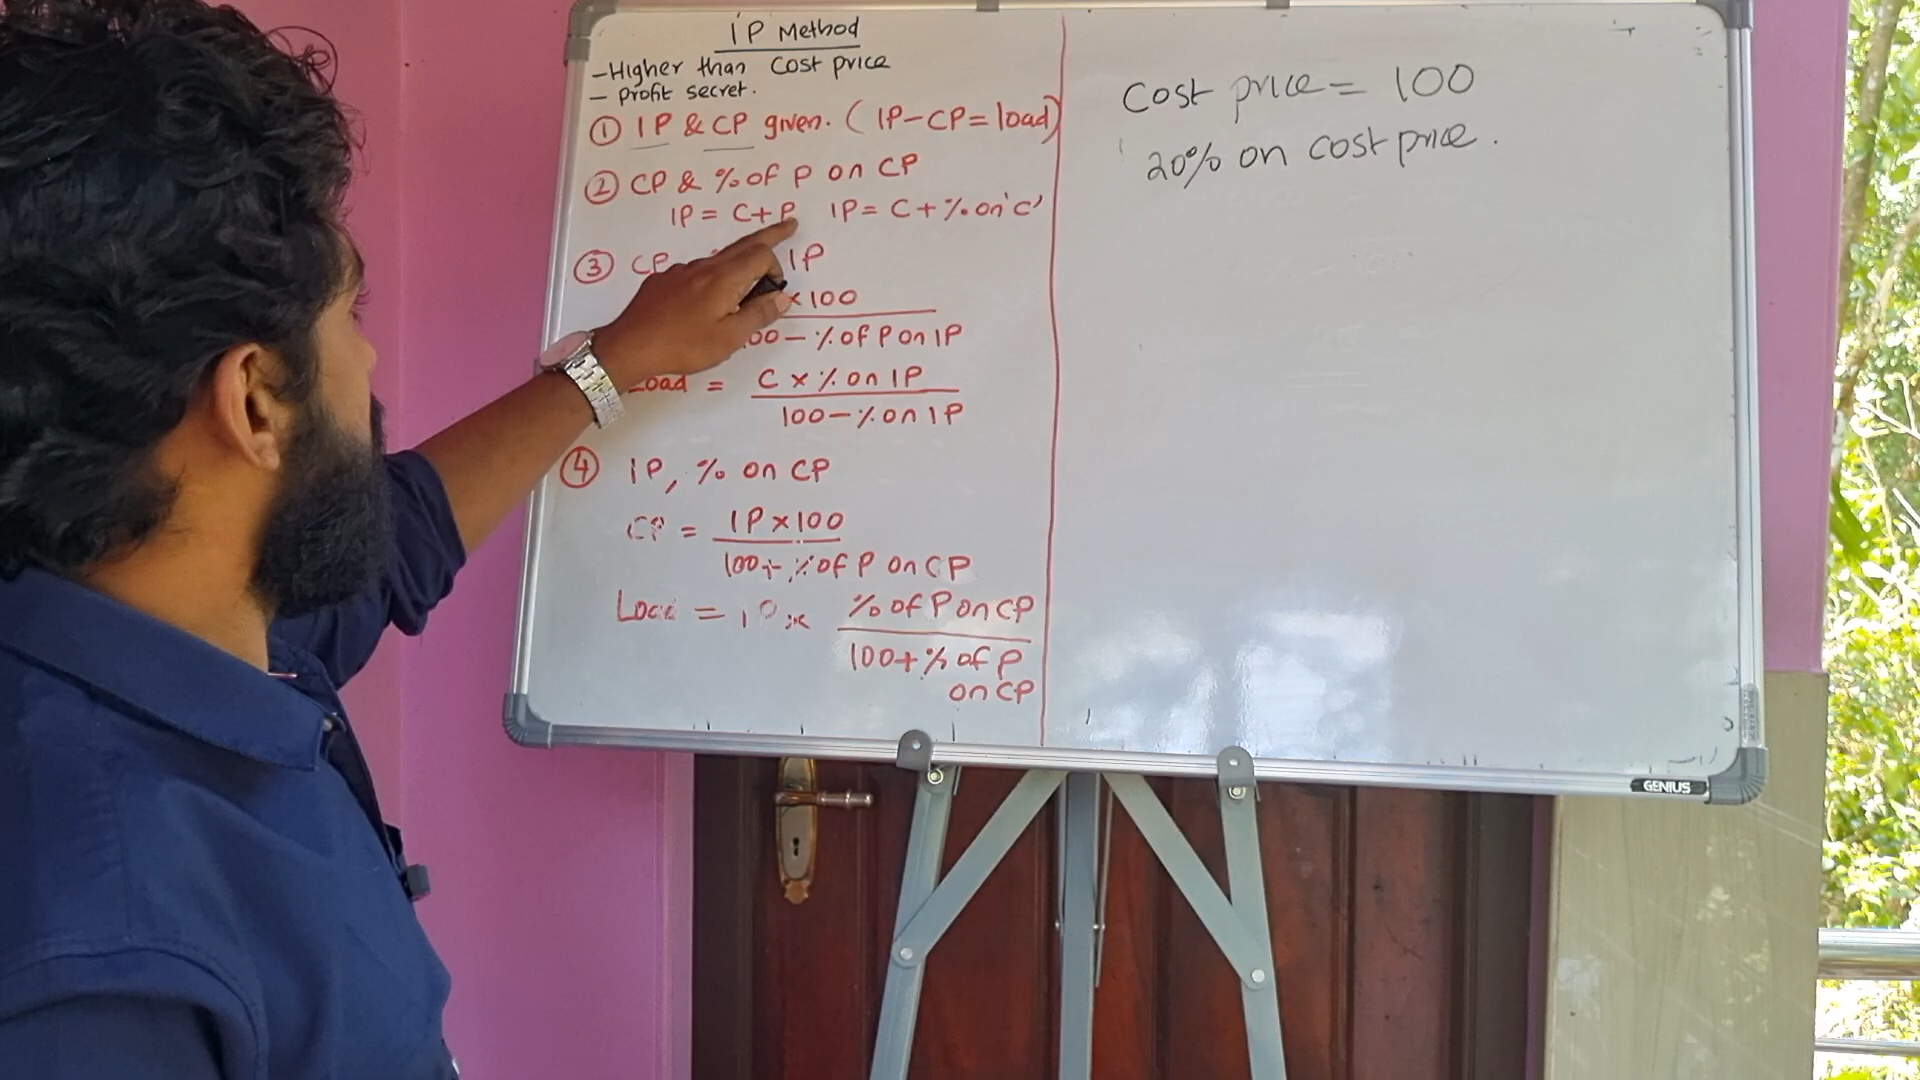 IP Method
- Higher than cost price
- Profit secret.
① IP & CP given. (IP-CP=load)
② CP & % of P on CP
IP = C+P IP = C + % on 'C'
③ CP IP
x100
00 - % of P on IP
Load = C x % on IP
100 - % on IP
④ IP, % on CP
CP = IP x 100
100+ % of P on CP
Load = IP x % of P on CP
100 + % of P
on CP
Cost price = 100
20% on cost price.
GENIUS